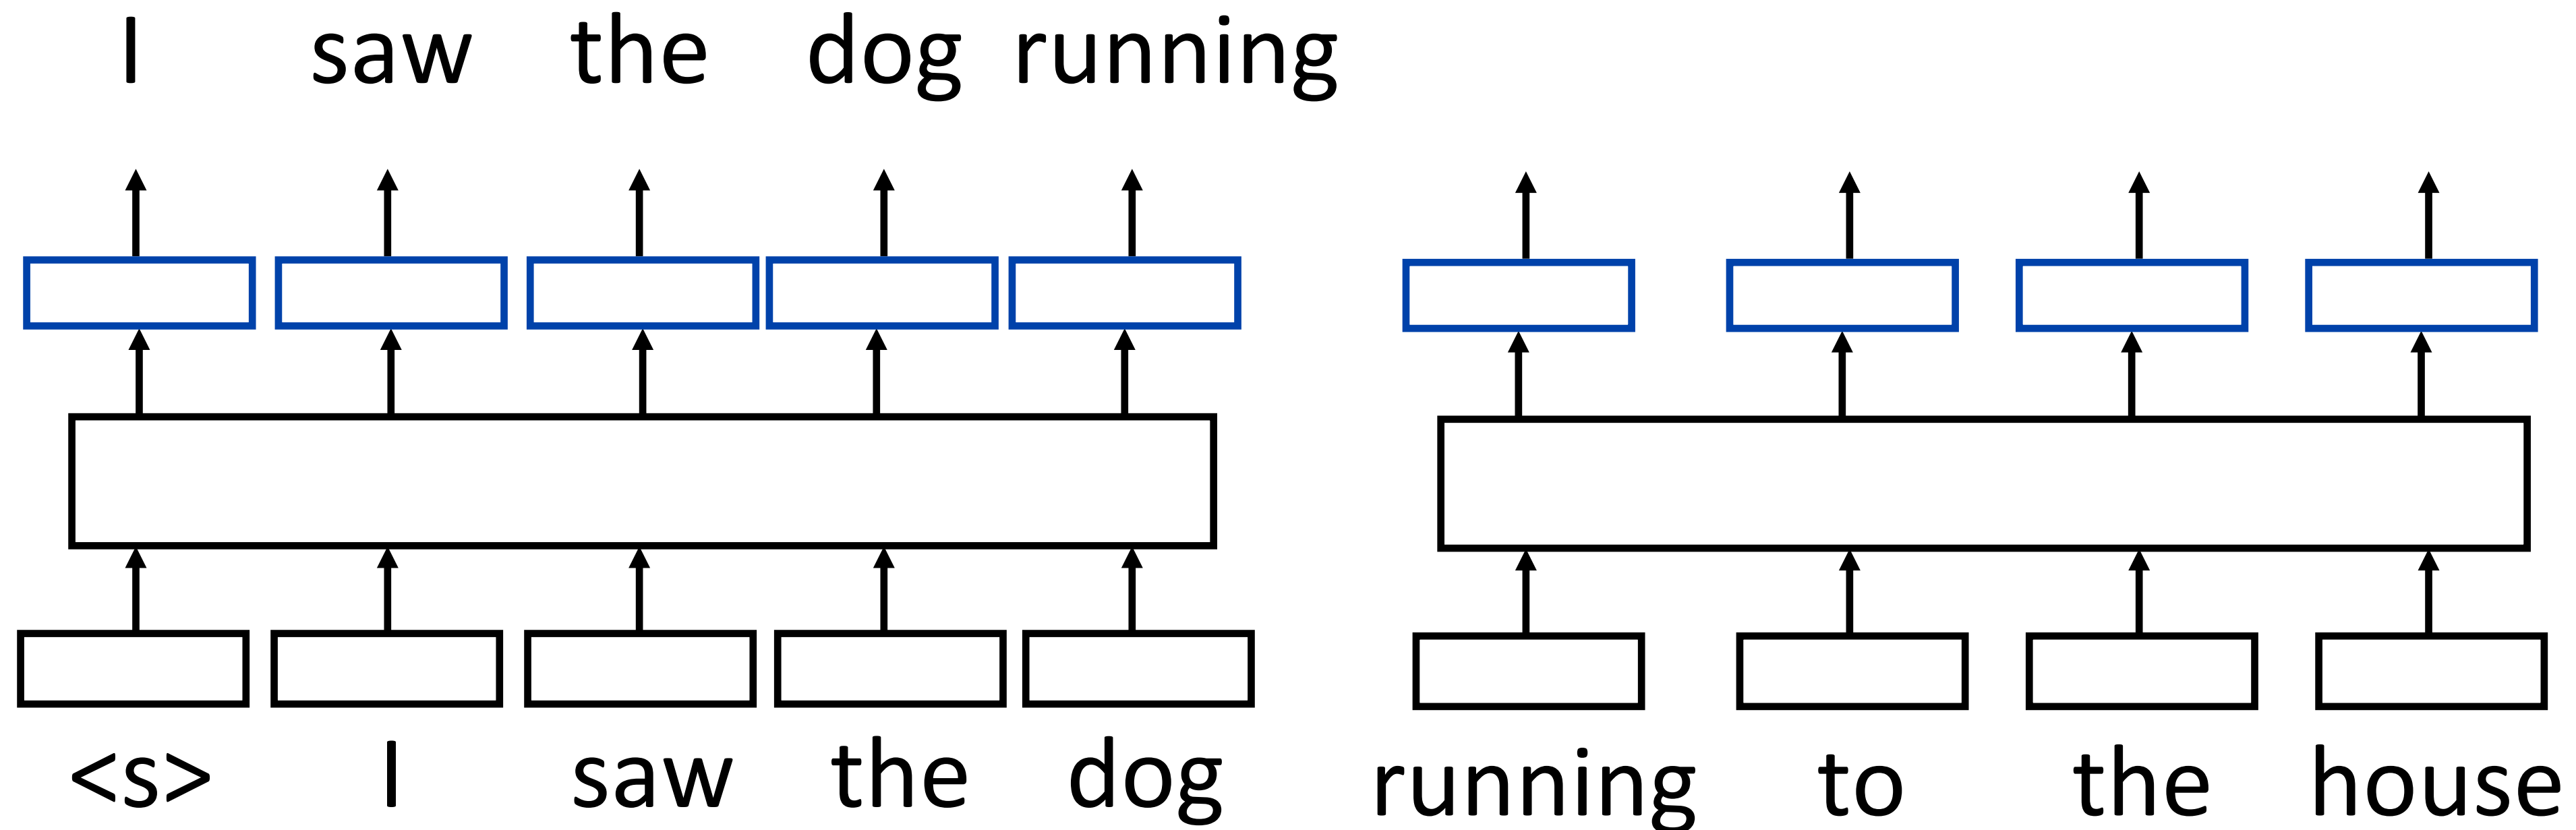 I saw the dog running
<s> I saw the dog running to the house